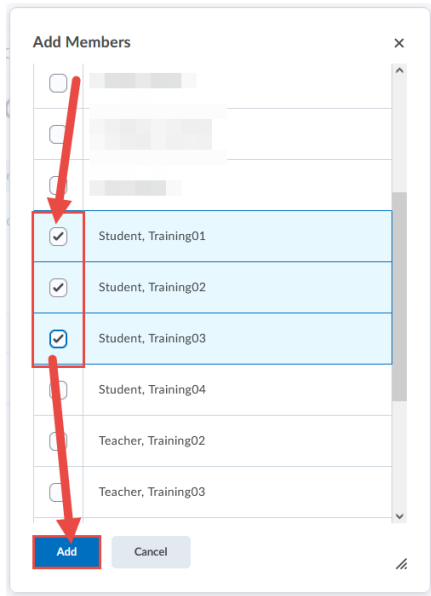 Add Members
Student, Training01
Student, Training02
Student, Training03
Student, Training04
Teacher, Training02
Teacher, Training03
Add
Cancel